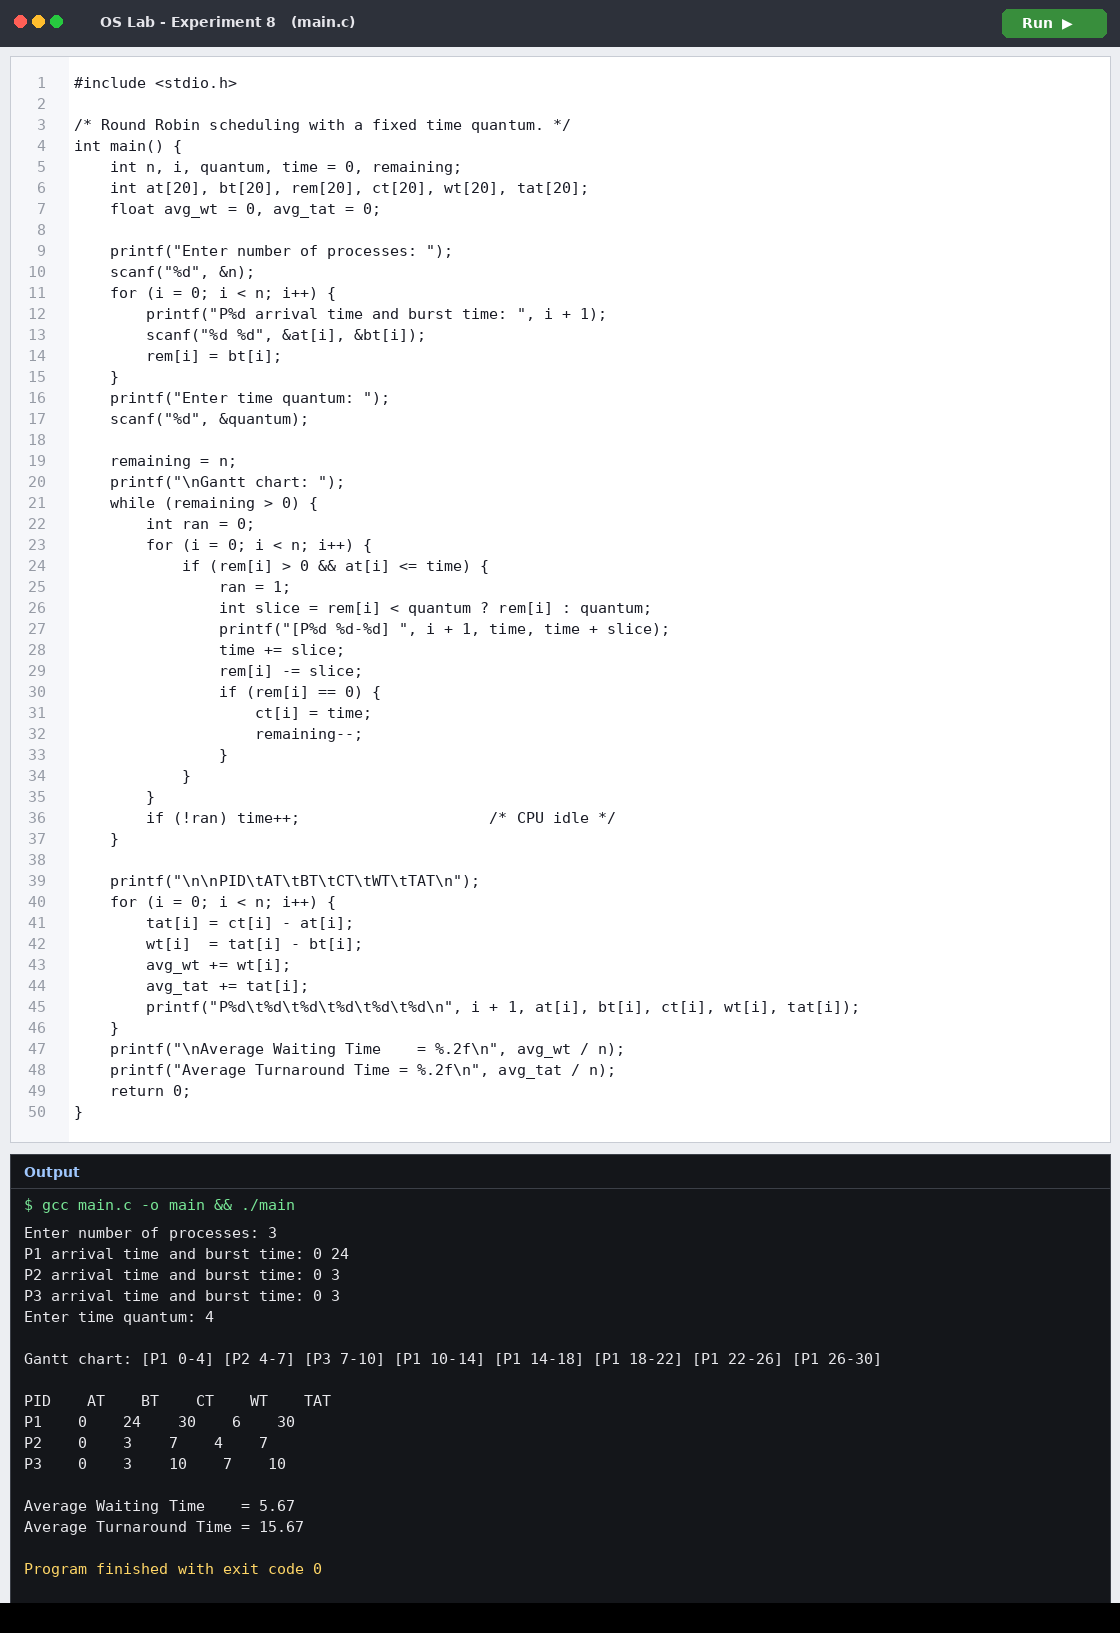 OS Lab - Experiment 8   (main.c)
Run ▶
1 #include <stdio.h>
2
3 /* Round Robin scheduling with a fixed time quantum. */
4 int main() {
5     int n, i, quantum, time = 0, remaining;
6     int at[20], bt[20], rem[20], ct[20], wt[20], tat[20];
7     float avg_wt = 0, avg_tat = 0;
8
9     printf("Enter number of processes: ");
10     scanf("%d", &n);
11     for (i = 0; i < n; i++) {
12         printf("P%d arrival time and burst time: ", i + 1);
13         scanf("%d %d", &at[i], &bt[i]);
14         rem[i] = bt[i];
15     }
16     printf("Enter time quantum: ");
17     scanf("%d", &quantum);
18
19     remaining = n;
20     printf("\nGantt chart: ");
21     while (remaining > 0) {
22         int ran = 0;
23         for (i = 0; i < n; i++) {
24             if (rem[i] > 0 && at[i] <= time) {
25                 ran = 1;
26                 int slice = rem[i] < quantum ? rem[i] : quantum;
27                 printf("[P%d %d-%d] ", i + 1, time, time + slice);
28                 time += slice;
29                 rem[i] -= slice;
30                 if (rem[i] == 0) {
31                     ct[i] = time;
32                     remaining--;
33                 }
34             }
35         }
36         if (!ran) time++;                     /* CPU idle */
37     }
38
39     printf("\n\nPID\tAT\tBT\tCT\tWT\tTAT\n");
40     for (i = 0; i < n; i++) {
41         tat[i] = ct[i] - at[i];
42         wt[i]  = tat[i] - bt[i];
43         avg_wt += wt[i];
44         avg_tat += tat[i];
45         printf("P%d\t%d\t%d\t%d\t%d\t%d\n", i + 1, at[i], bt[i], ct[i], wt[i], tat[i]);
46     }
47     printf("\nAverage Waiting Time    = %.2f\n", avg_wt / n);
48     printf("Average Turnaround Time = %.2f\n", avg_tat / n);
49     return 0;
50 }
Output
$ gcc main.c -o main && ./main
Enter number of processes: 3
P1 arrival time and burst time: 0 24
P2 arrival time and burst time: 0 3
P3 arrival time and burst time: 0 3
Enter time quantum: 4
Gantt chart: [P1 0-4] [P2 4-7] [P3 7-10] [P1 10-14] [P1 14-18] [P1 18-22] [P1 22-26] [P1 26-30]
PID    AT    BT    CT    WT    TAT
P1    0    24    30    6    30
P2    0    3    7    4    7
P3    0    3    10    7    10
Average Waiting Time    = 5.67
Average Turnaround Time = 15.67
Program finished with exit code 0